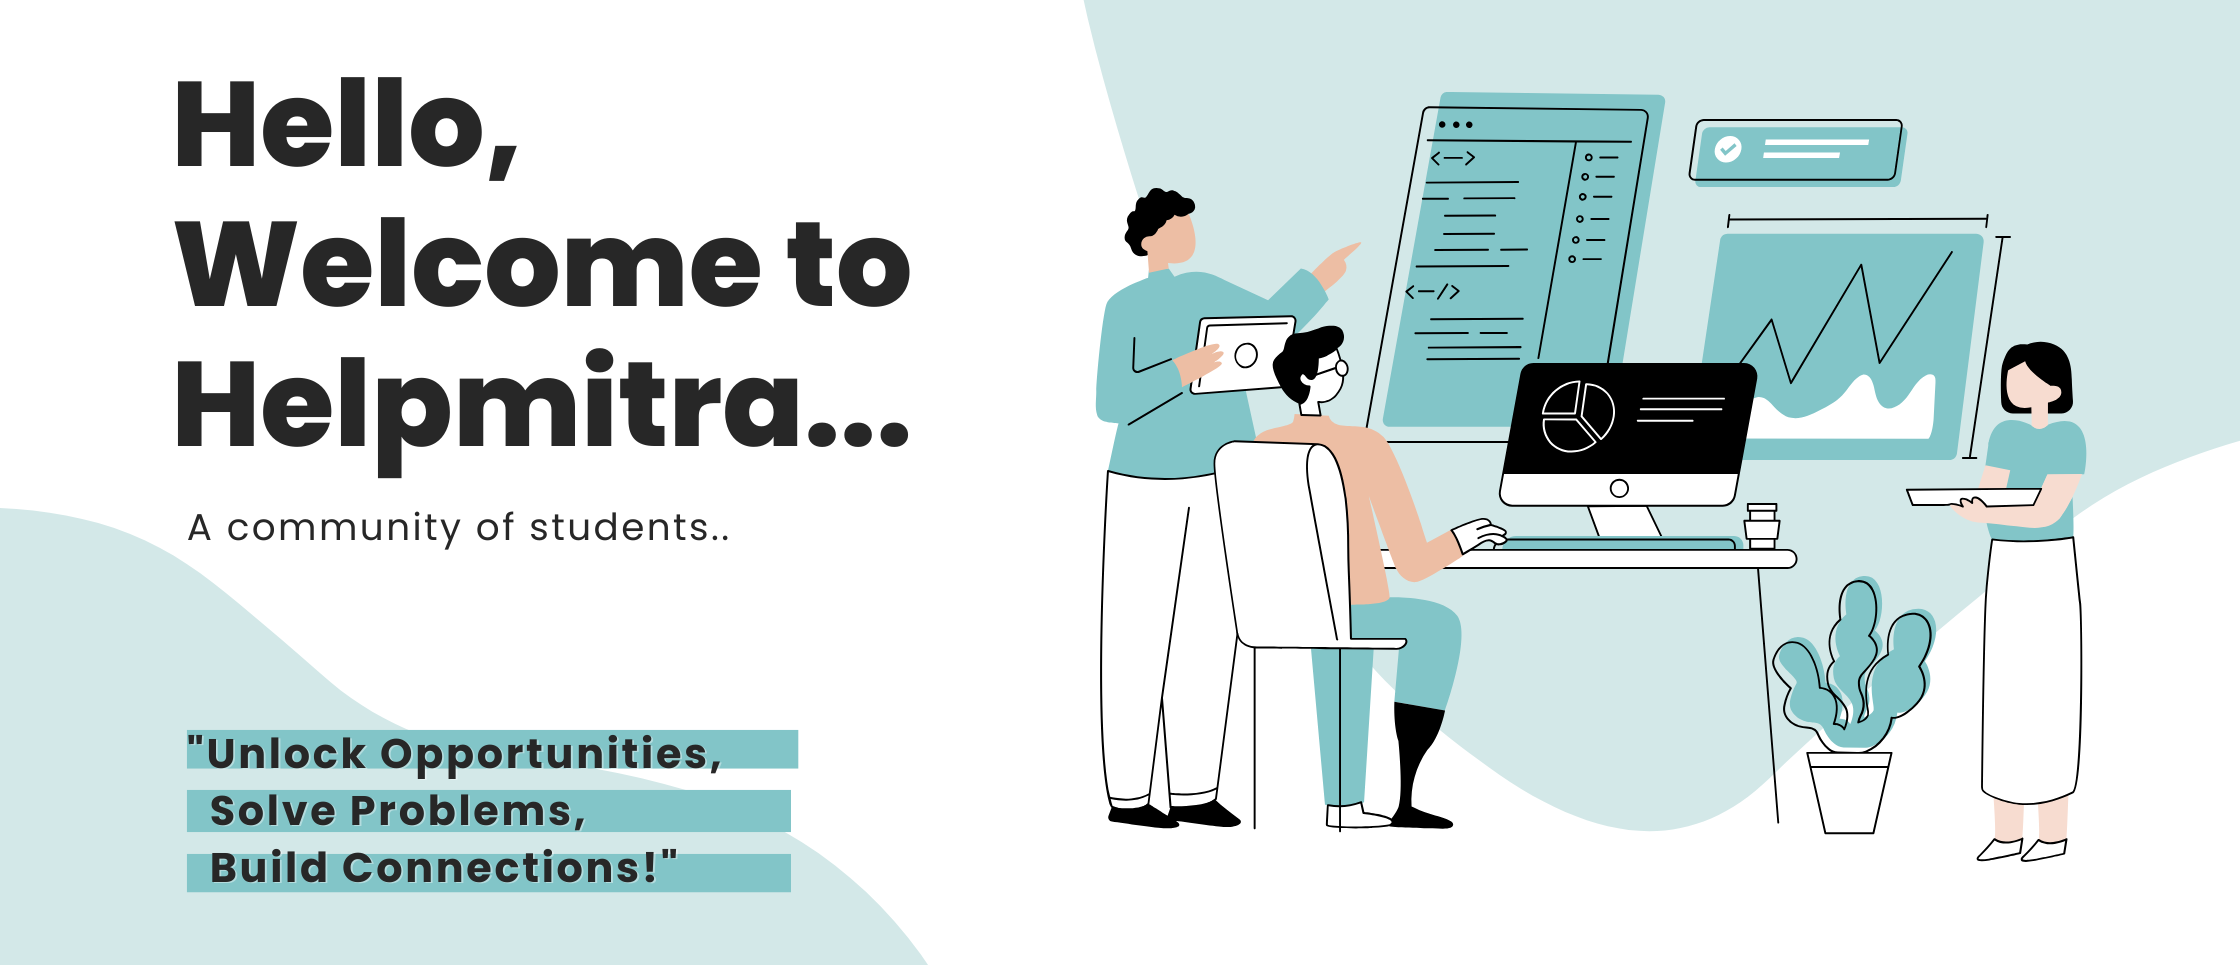 Hello,
Welcome to
Helpmitra...
A community of students..
"Unlock Opportunities,
Solve Problems,
Build Connections!"